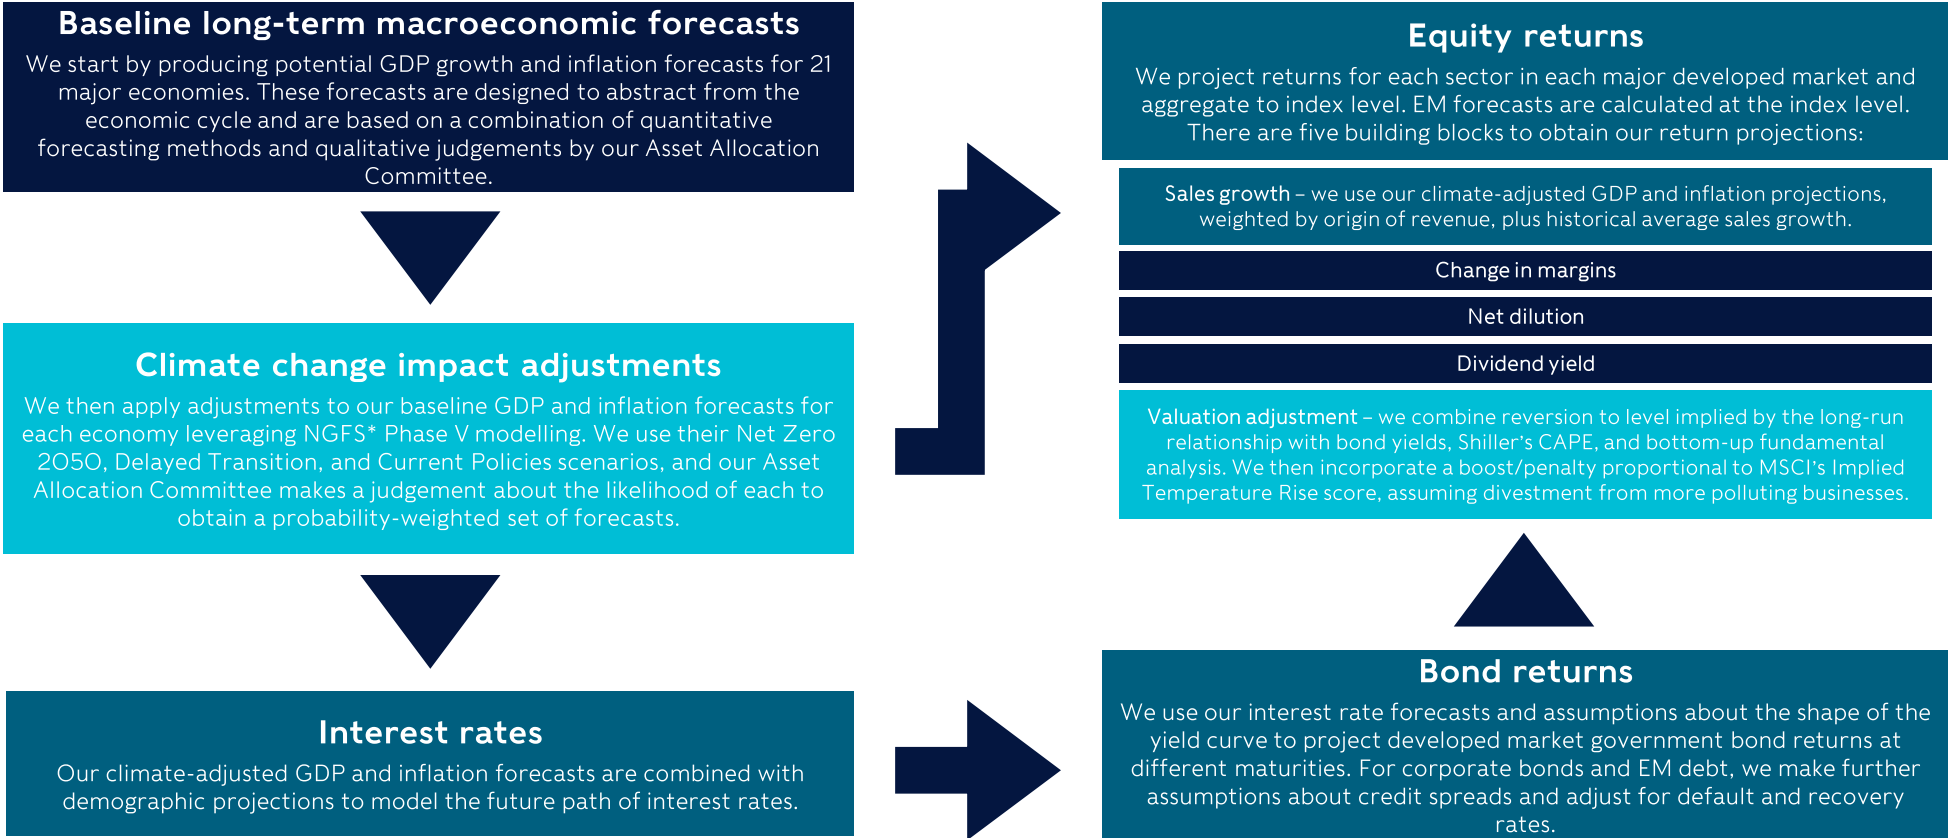 Baseline long-term macroeconomic forecasts
We start by producing potential GDP growth and inflation forecasts for 21
major economies. These forecasts are designed to abstract from the
economic cycle and are based on a combination of quantitative
forecasting methods and qualitative judgements by our Asset Allocation
Committee.
Climate change impact adjustments
We then apply adjustments to our baseline GDP and inflation forecasts for
each economy leveraging NGFS* Phase V modelling. We use their Net Zero
2050, Delayed Transition, and Current Policies scenarios, and our Asset
Allocation Committee makes a judgement about the likelihood of each to
obtain a probability-weighted set of forecasts.
Interest rates
Our climate-adjusted GDP and inflation forecasts are combined with
demographic projections to model the future path of interest rates.
Equity returns
We project returns for each sector in each major developed market and
aggregate to index level. EM forecasts are calculated at the index level.
There are five building blocks to obtain our return projections:
Sales growth – we use our climate-adjusted GDP and inflation projections,
weighted by origin of revenue, plus historical average sales growth.
Change in margins
Net dilution
Dividend yield
Valuation adjustment – we combine reversion to level implied by the long-run
relationship with bond yields, Shiller's CAPE, and bottom-up fundamental
analysis. We then incorporate a boost/penalty proportional to MSCI's Implied
Temperature Rise score, assuming divestment from more polluting businesses.
Bond returns
We use our interest rate forecasts and assumptions about the shape of the
yield curve to project developed market government bond returns at
different maturities. For corporate bonds and EM debt, we make further
assumptions about credit spreads and adjust for default and recovery
rates.